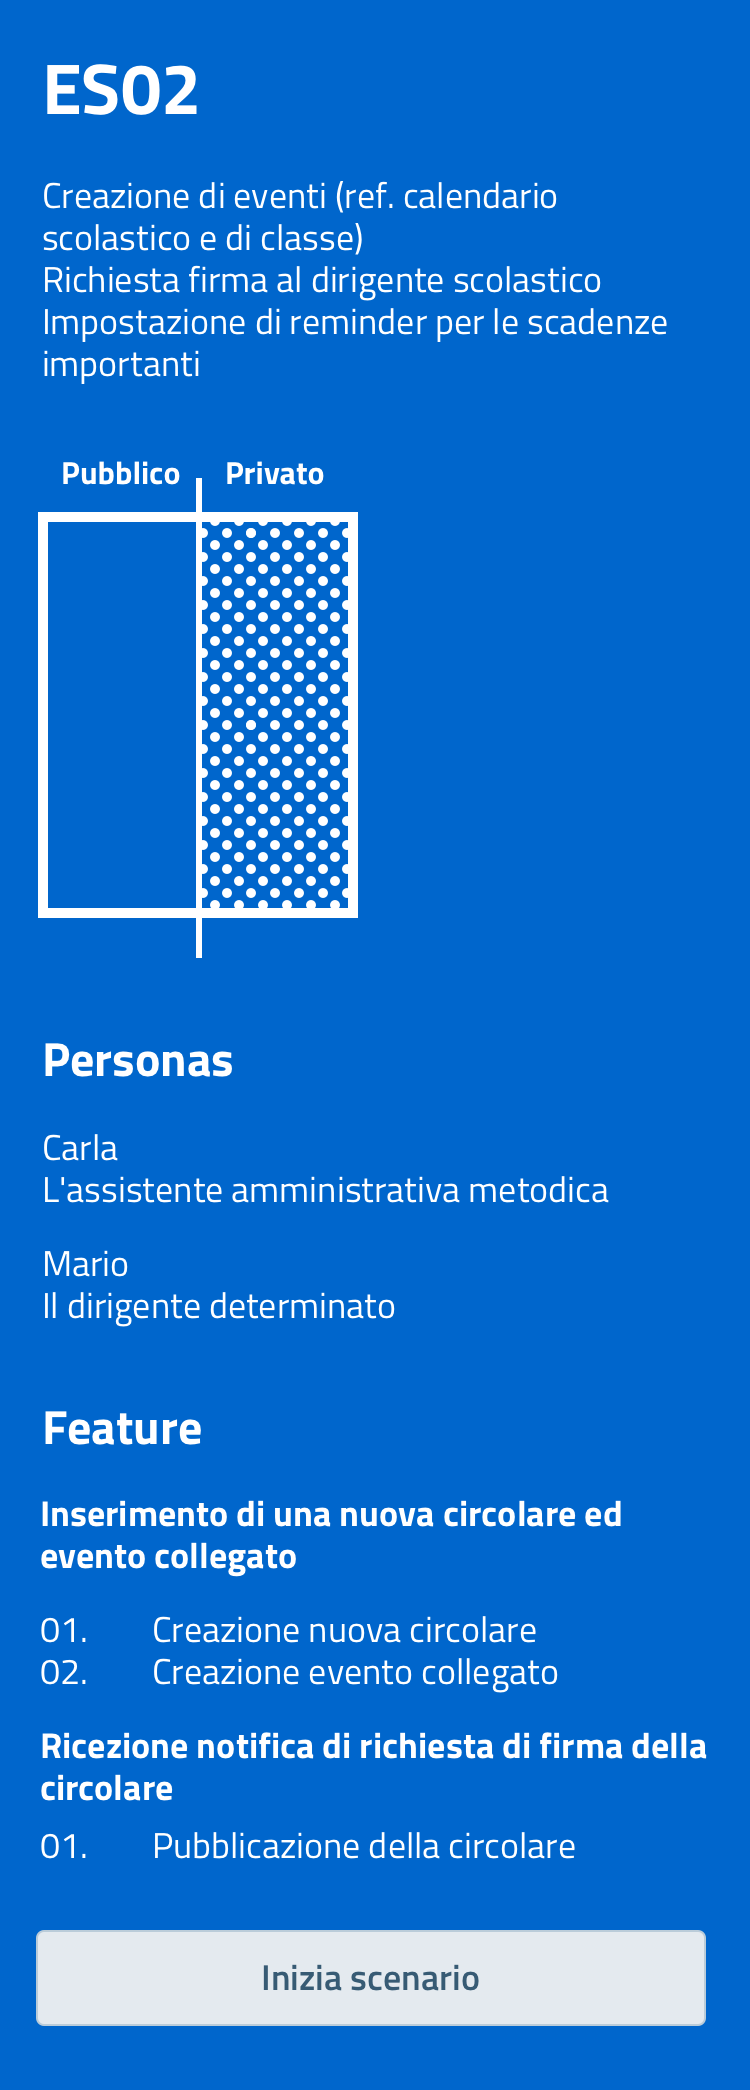 ES02
Creazione di eventi (ref. calendario
scolastico e di classe)
Richiesta firma al dirigente scolastico
Impostazione di reminder per le scadenze
importanti
Pubblico Privato
Personas
Carla
L'assistente amministrativa metodica
Mario
Il dirigente determinato
Feature
Inserimento di una nuova circolare ed
evento collegato
01. Creazione nuova circolare
02. Creazione evento collegato
Ricezione notifica di richiesta di firma della
circolare
01. Pubblicazione della circolare
Inizia scenario